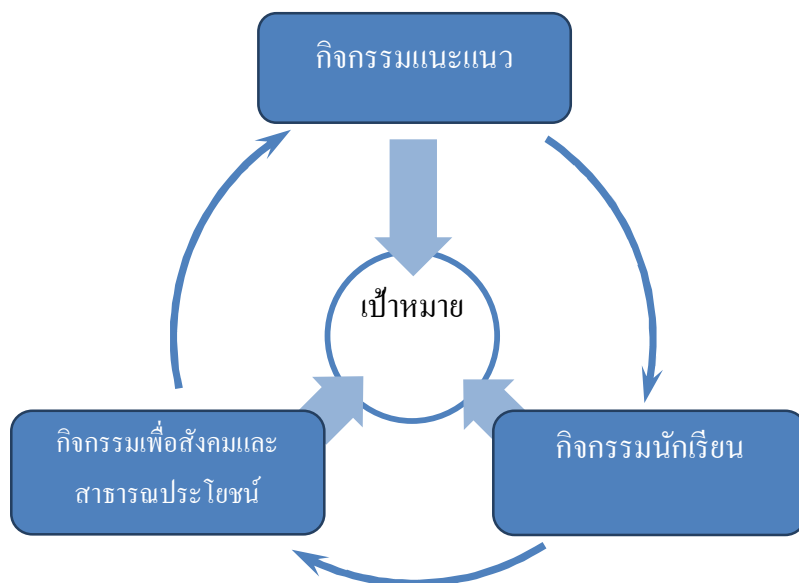 กิจกรรมแนะแนว
เป้าหมาย
กิจกรรมเพื่อสังคมและ
สาธารณประโยชน์
กิจกรรมนักเรียน